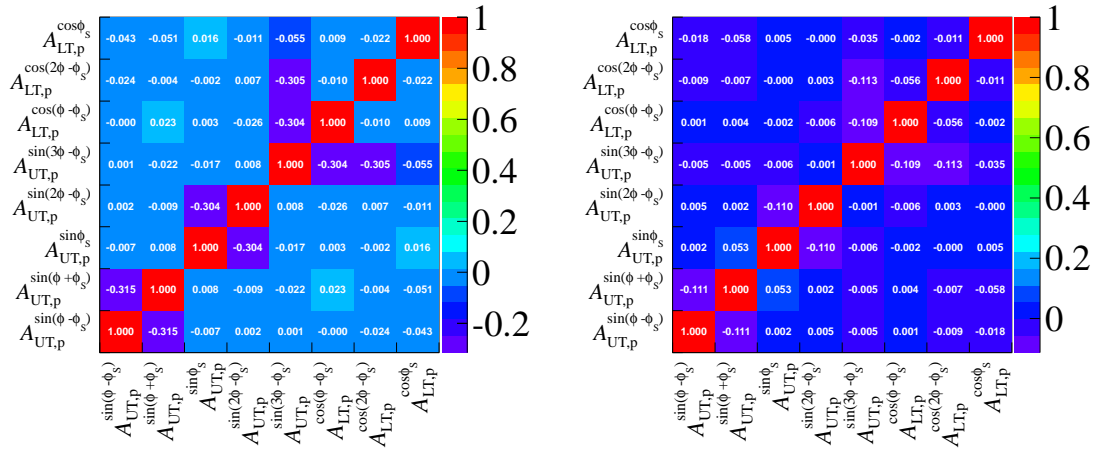 A_{LT,p}^{cosϕ_s} -0.043 -0.051 0.016 -0.011 -0.055 0.009 -0.022 1.000
A_{LT,p}^{cos(2ϕ-ϕ_s)} -0.024 -0.004 -0.002 0.007 -0.305 -0.010 1.000 -0.022
A_{LT,p}^{cos(ϕ-ϕ_s)} -0.000 0.023 0.003 -0.026 -0.304 1.000 -0.010 0.009
A_{UT,p}^{sin(3ϕ-ϕ_s)} 0.001 -0.022 -0.017 0.008 1.000 -0.304 -0.305 -0.055
A_{UT,p}^{sin(2ϕ-ϕ_s)} 0.002 -0.009 -0.304 1.000 0.008 -0.026 0.007 -0.011
A_{UT,p}^{sinϕ_s} -0.007 0.008 1.000 -0.304 -0.017 0.003 -0.002 0.016
A_{UT,p}^{sin(ϕ+ϕ_s)} -0.315 1.000 0.008 -0.009 -0.022 0.023 -0.004 -0.051
A_{UT,p}^{sin(ϕ-ϕ_s)} 1.000 -0.315 -0.007 0.002 0.001 -0.000 -0.024 -0.043
A_{UT,p}^{sin(ϕ-ϕ_s)} A_{UT,p}^{sin(ϕ+ϕ_s)} A_{UT,p}^{sinϕ_s} A_{UT,p}^{sin(2ϕ-ϕ_s)} A_{UT,p}^{sin(3ϕ-ϕ_s)} A_{LT,p}^{cos(ϕ-ϕ_s)} A_{LT,p}^{cos(2ϕ-ϕ_s)} A_{LT,p}^{cosϕ_s}
1
0.8
0.6
0.4
0.2
0
-0.2
A_{LT,p}^{cosϕ_s} -0.018 -0.058 0.005 -0.000 -0.035 -0.002 -0.011 1.000
A_{LT,p}^{cos(2ϕ-ϕ_s)} -0.009 -0.007 -0.000 0.003 -0.113 -0.056 1.000 -0.011
A_{LT,p}^{cos(ϕ-ϕ_s)} 0.001 0.004 -0.002 -0.006 -0.109 1.000 -0.056 -0.002
A_{UT,p}^{sin(3ϕ-ϕ_s)} -0.005 -0.005 -0.006 -0.001 1.000 -0.109 -0.113 -0.035
A_{UT,p}^{sin(2ϕ-ϕ_s)} 0.005 0.002 -0.110 1.000 -0.001 -0.006 0.003 -0.000
A_{UT,p}^{sinϕ_s} 0.002 0.053 1.000 -0.110 -0.006 -0.002 -0.000 0.005
A_{UT,p}^{sin(ϕ+ϕ_s)} -0.111 1.000 0.053 0.002 -0.005 0.004 -0.007 -0.058
A_{UT,p}^{sin(ϕ-ϕ_s)} 1.000 -0.111 0.002 0.005 -0.005 0.001 -0.009 -0.018
A_{UT,p}^{sin(ϕ-ϕ_s)} A_{UT,p}^{sin(ϕ+ϕ_s)} A_{UT,p}^{sinϕ_s} A_{UT,p}^{sin(2ϕ-ϕ_s)} A_{UT,p}^{sin(3ϕ-ϕ_s)} A_{LT,p}^{cos(ϕ-ϕ_s)} A_{LT,p}^{cos(2ϕ-ϕ_s)} A_{LT,p}^{cosϕ_s}
1
0.8
0.6
0.4
0.2
0